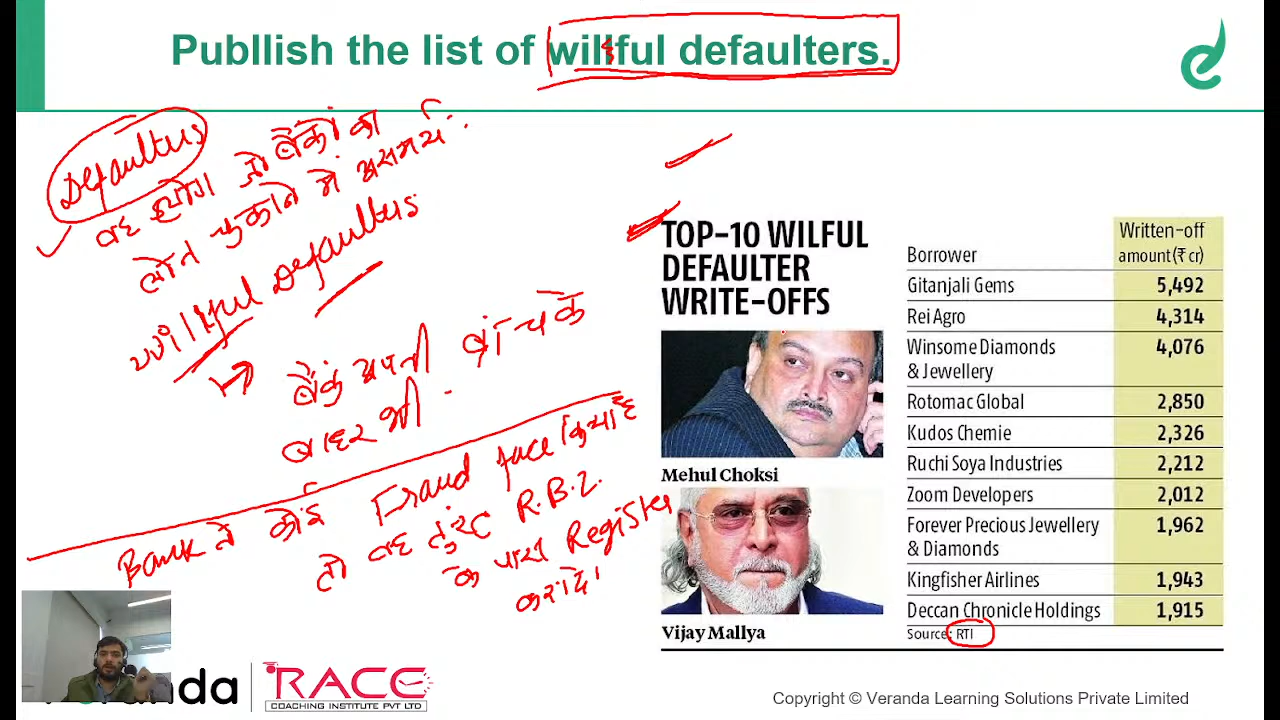 Publlish the list of willful defaulters.
Defaultus
वह लोग जो बैंकों का
लोन चुकाने में असमर्थ
willful Defaultus
बैंकें अपनी ब्रांच के
बाहर भी
Bank ने कोई Fraud face किया है
तो वह तुरंत R.B.I.
के पास Register
करा दे
TOP-10 WILFUL
DEFAULTER
WRITE-OFFS
Mehul Choksi
Vijay Mallya
Borrower Written-off amount (₹ cr)
Gitanjali Gems 5,492
Rei Agro 4,314
Winsome Diamonds & Jewellery 4,076
Rotomac Global 2,850
Kudos Chemie 2,326
Ruchi Soya Industries 2,212
Zoom Developers 2,012
Forever Precious Jewellery & Diamonds 1,962
Kingfisher Airlines 1,943
Deccan Chronicle Holdings 1,915
Source: RTI
RACE
COACHING INSTITUTE PVT LTD
Copyright © Veranda Learning Solutions Private Limited